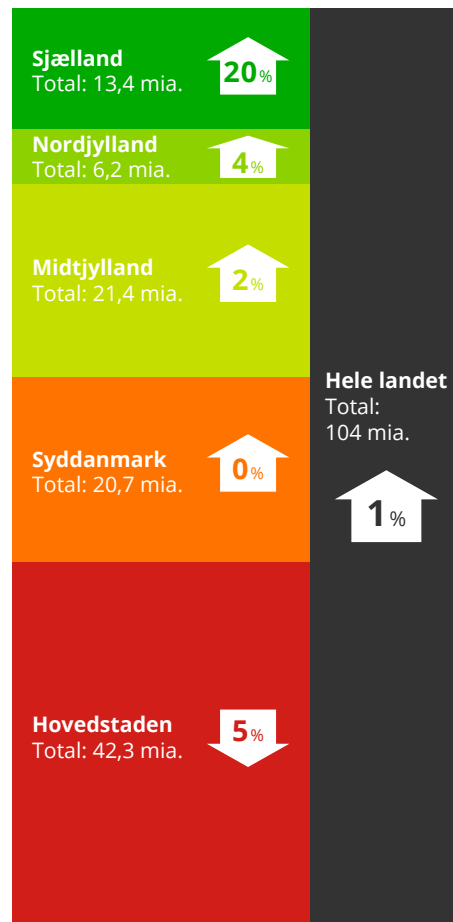 Sjælland
Total: 13,4 mia.
20%
Nordjylland
Total: 6,2 mia.
4%
Midtjylland
Total: 21,4 mia.
2%
Syddanmark
Total: 20,7 mia.
0%
Hovedstaden
Total: 42,3 mia.
5%
Hele landet
Total:
104 mia.
1%